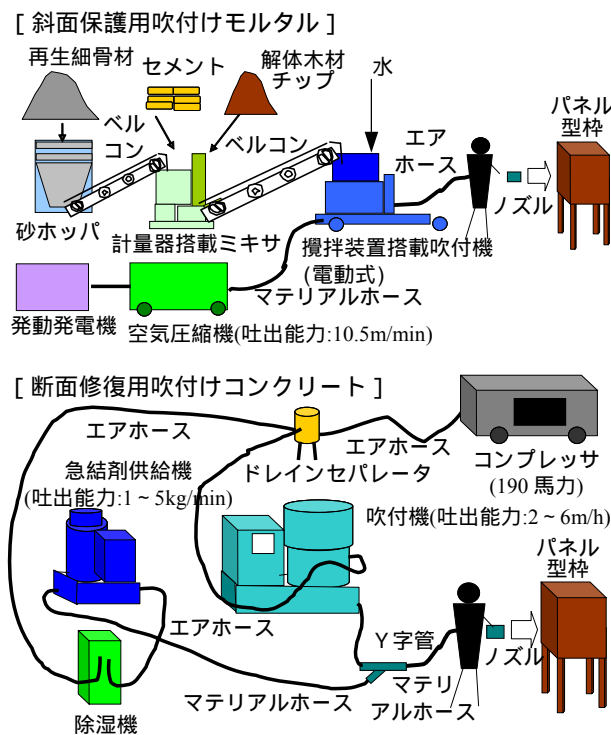 [ 斜面保護用吹付けモルタル ]
再生細骨材
セメント
解体木材
チップ
水
ベル
コン
ベルコン
エア
ホース
パネル
型枠
ノズル
砂ホッパ
計量器搭載ミキサ
攪拌装置搭載吹付機
(電動式)
マテリアルホース
発動発電機
空気圧縮機(吐出能力:10.5m/min)
[ 断面修復用吹付けコンクリート ]
エアホース
エアホース
ドレインセパレータ
コンプレッサ
(190 馬力)
急結剤供給機
(吐出能力:1 ~ 5kg/min)
吹付機(吐出能力:2 ~ 6m/h)
パネル
型枠
エアホース
Y字管
ノズル
マテリアルホース
マテリ
アルホース
除湿機